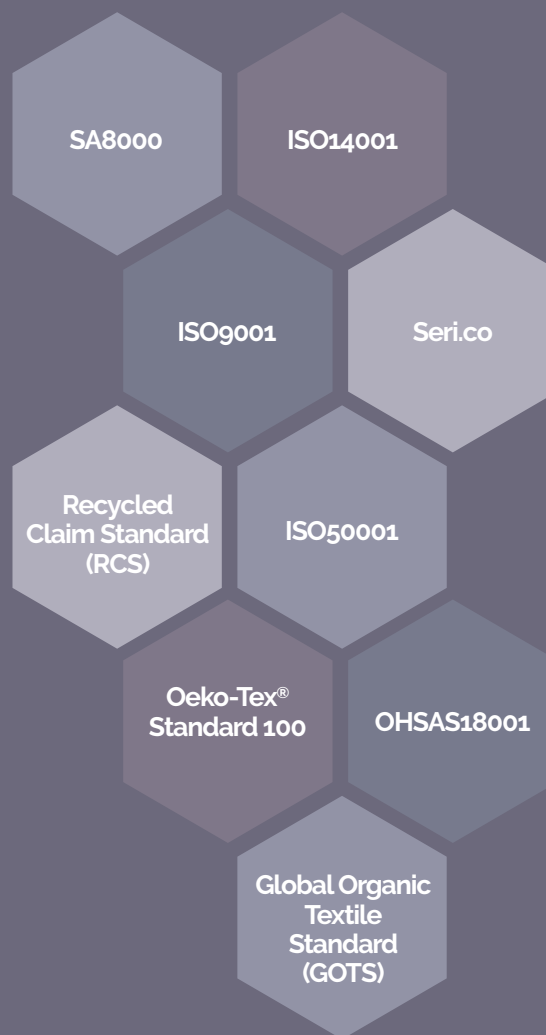 SA8000
ISO14001
ISO9001
Seri.co
Recycled
Claim Standard
(RCS)
ISO50001
Oeko-Tex®
Standard 100
OHSAS18001
Global Organic
Textile
Standard
(GOTS)